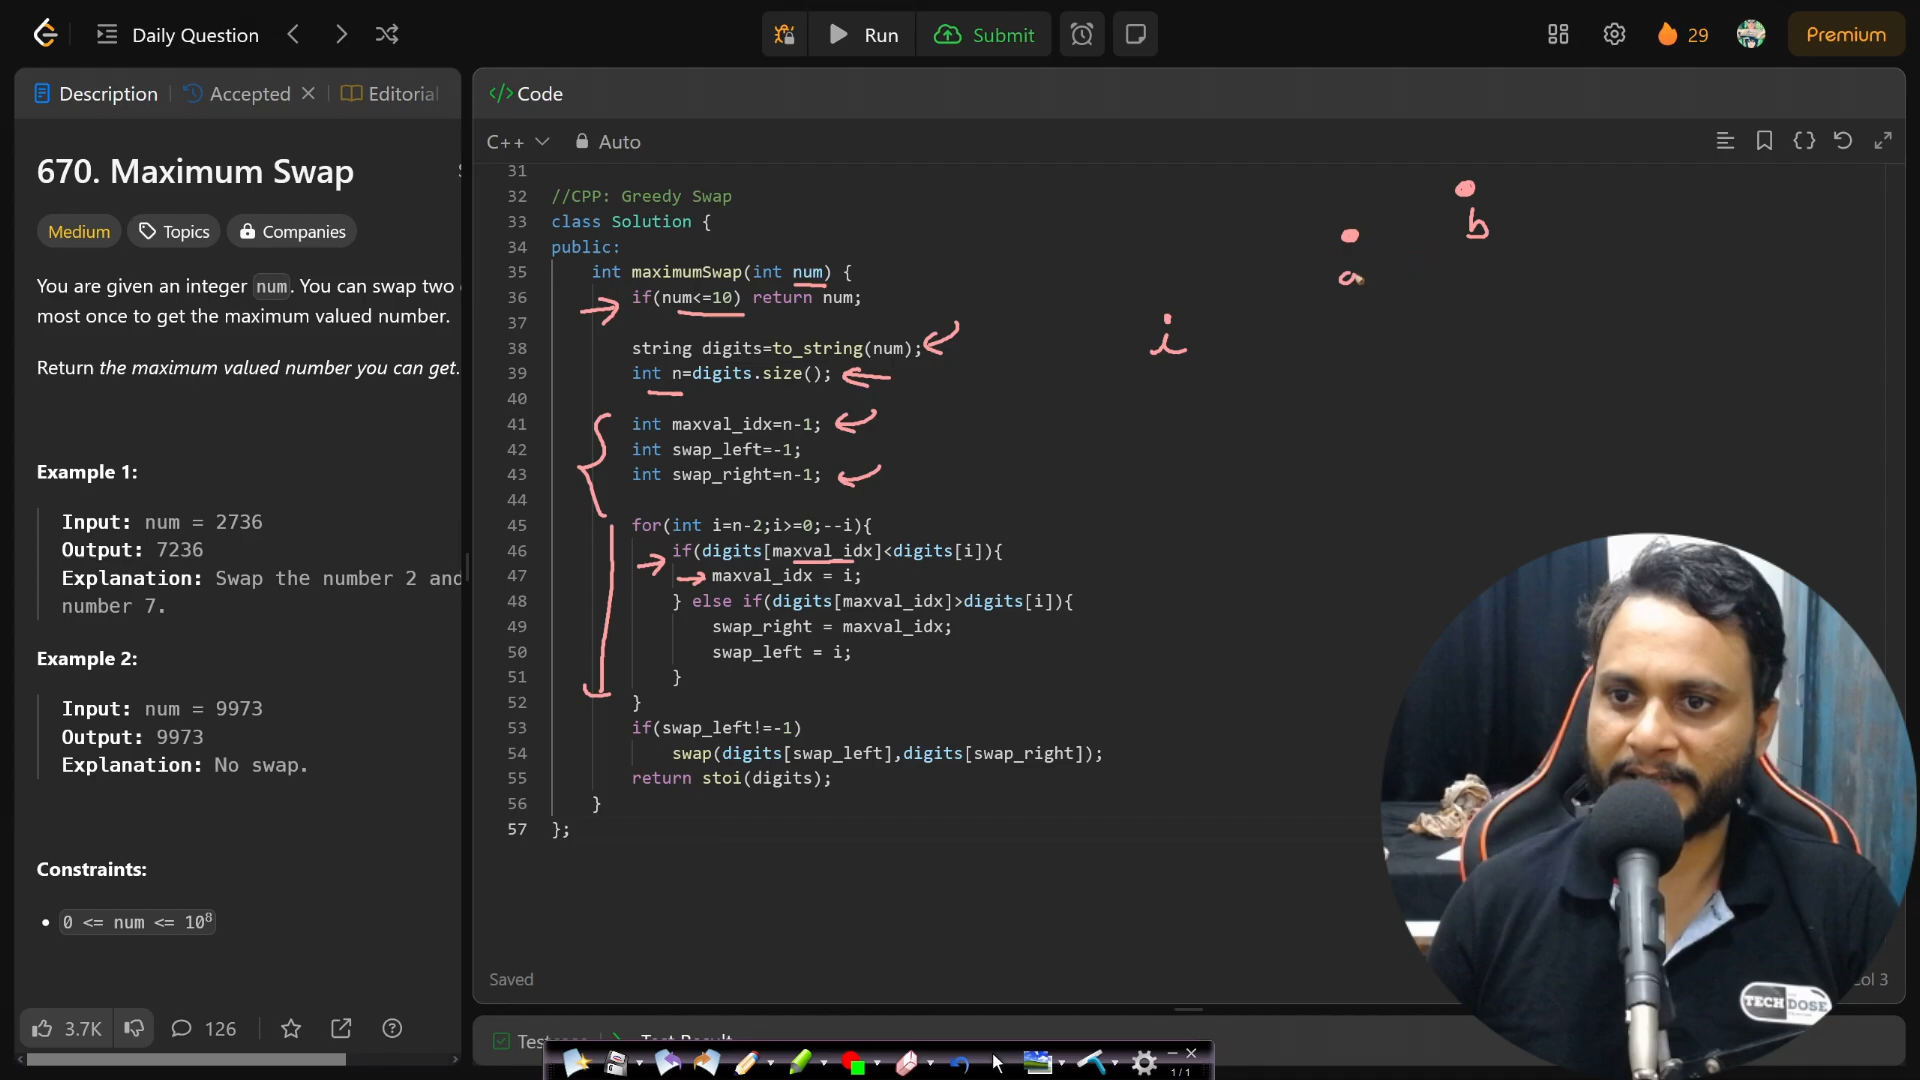 Daily Question
Run
Submit
29
Premium
Description
Accepted
Editorial
670. Maximum Swap
Medium
Topics
Companies
You are given an integer num. You can swap two
most once to get the maximum valued number.
Return the maximum valued number you can get.
Example 1:
Input: num = 2736
Output: 7236
Explanation: Swap the number 2 and
number 7.
Example 2:
Input: num = 9973
Output: 9973
Explanation: No swap.
Constraints:
0 <= num <= 10⁸
3.7K
126
</> Code
C++
Auto
31
32 //CPP: Greedy Swap
33 class Solution {
34 public:
35 int maximumSwap(int num) {
36 if(num<=10) return num;
37
38 string digits=to_string(num);
39 int n=digits.size();
40
41 int maxval_idx=n-1;
42 int swap_left=-1;
43 int swap_right=n-1;
44
45 for(int i=n-2;i>=0;--i){
46 if(digits[maxval_idx]<digits[i]){
47 maxval_idx = i;
48 } else if(digits[maxval_idx]>digits[i]){
49 swap_right = maxval_idx;
50 swap_left = i;
51 }
52 }
53 if(swap_left!=-1)
54 swap(digits[swap_left],digits[swap_right]);
55 return stoi(digits);
56 }
57 };
b
a
i
Saved
Col 3
TECH DOSE
Test Result
1/1